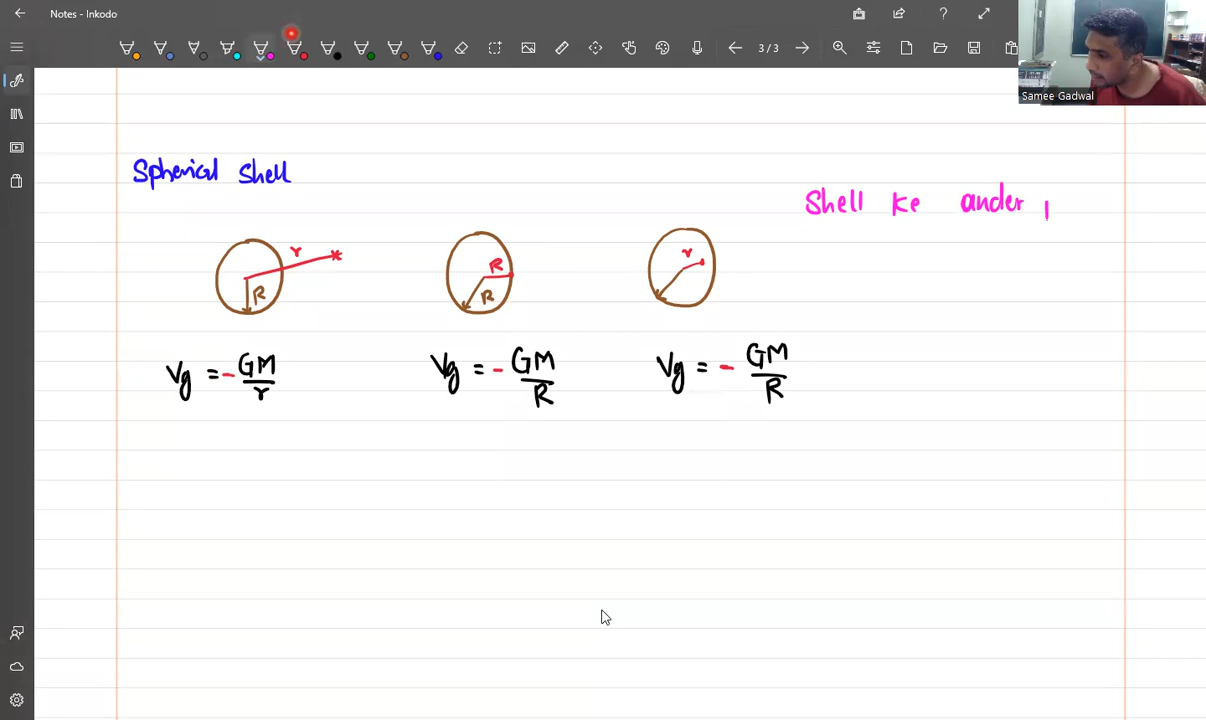 Notes - Inkodo
3 / 3
Samee Gadwal
Spherical Shell
Shell ke ander
r
R
R
R
r
Vg = - GM/r
Vg = - GM/R
Vg = - GM/R